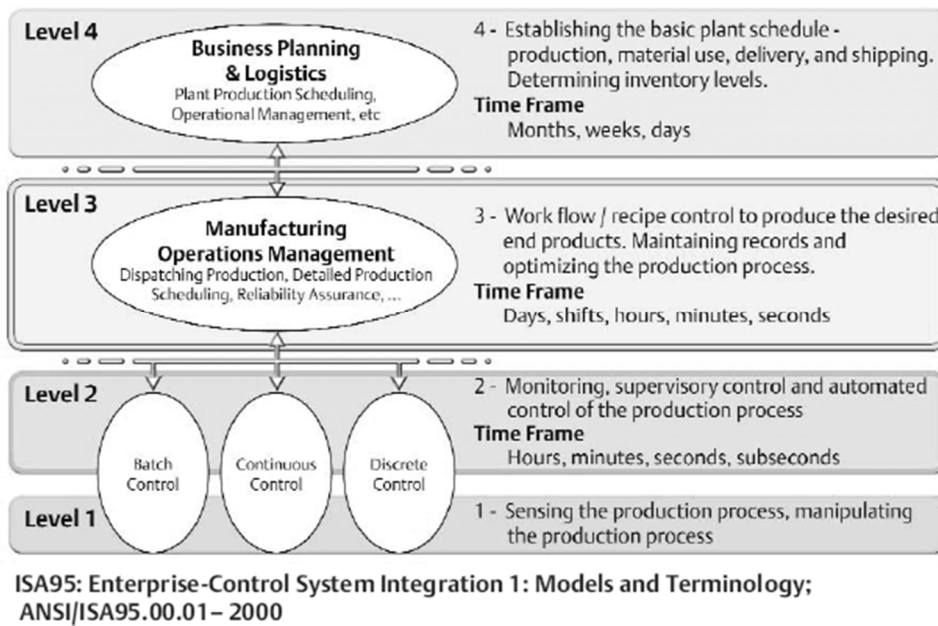 Level 4
Business Planning
& Logistics
Plant Production Scheduling,
Operational Management, etc
4 - Establishing the basic plant schedule -
production, material use, delivery, and shipping.
Determining inventory levels.
Time Frame
Months, weeks, days
Level 3
Manufacturing
Operations Management
Dispatching Production, Detailed Production
Scheduling, Reliability Assurance, ...
3 - Work flow / recipe control to produce the desired
end products. Maintaining records and
optimizing the production process.
Time Frame
Days, shifts, hours, minutes, seconds
Level 2
Batch
Control
Continuous
Control
Discrete
Control
2 - Monitoring, supervisory control and automated
control of the production process
Time Frame
Hours, minutes, seconds, subseconds
Level 1
1 - Sensing the production process, manipulating
the production process
ISA95: Enterprise-Control System Integration 1: Models and Terminology;
ANSI/ISA95.00.01– 2000